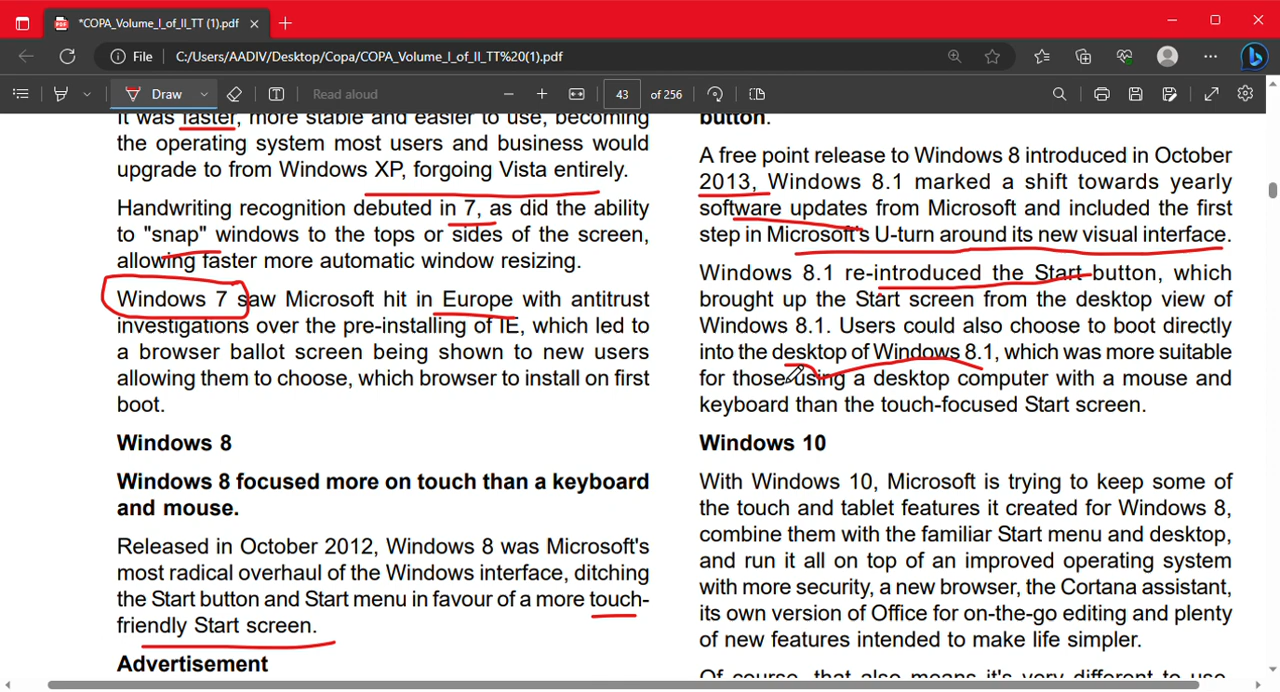 *COPA_Volume_I_of_II_TT (1).pdf
File
C:/Users/AADIV/Desktop/Copa/COPA_Volume_I_of_II_TT%20(1).pdf
Draw
Read aloud
43
of 256
it was faster, more stable and easier to use, becoming
the operating system most users and business would
upgrade to from Windows XP, forgoing Vista entirely.
Handwriting recognition debuted in 7, as did the ability
to "snap" windows to the tops or sides of the screen,
allowing faster more automatic window resizing.
Windows 7 saw Microsoft hit in Europe with antitrust
investigations over the pre-installing of IE, which led to
a browser ballot screen being shown to new users
allowing them to choose, which browser to install on first
boot.
Windows 8
Windows 8 focused more on touch than a keyboard
and mouse.
Released in October 2012, Windows 8 was Microsoft's
most radical overhaul of the Windows interface, ditching
the Start button and Start menu in favour of a more touch-
friendly Start screen.
Advertisement
button.
A free point release to Windows 8 introduced in October
2013, Windows 8.1 marked a shift towards yearly
software updates from Microsoft and included the first
step in Microsoft's U-turn around its new visual interface.
Windows 8.1 re-introduced the Start button, which
brought up the Start screen from the desktop view of
Windows 8.1. Users could also choose to boot directly
into the desktop of Windows 8.1, which was more suitable
for those using a desktop computer with a mouse and
keyboard than the touch-focused Start screen.
Windows 10
With Windows 10, Microsoft is trying to keep some of
the touch and tablet features it created for Windows 8,
combine them with the familiar Start menu and desktop,
and run it all on top of an improved operating system
with more security, a new browser, the Cortana assistant,
its own version of Office for on-the-go editing and plenty
of new features intended to make life simpler.
Of course, that also means it's very different to use,